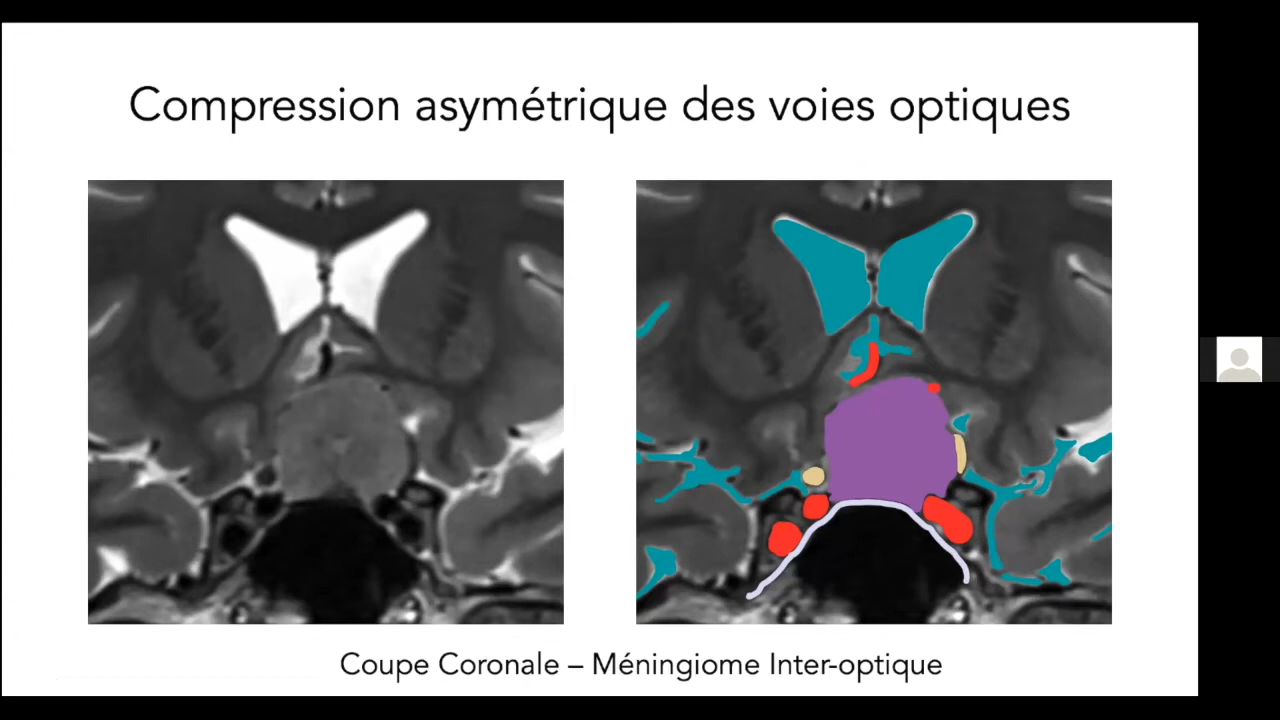 Compression asymétrique des voies optiques
Coupe Coronale – Méningiome Inter-optique